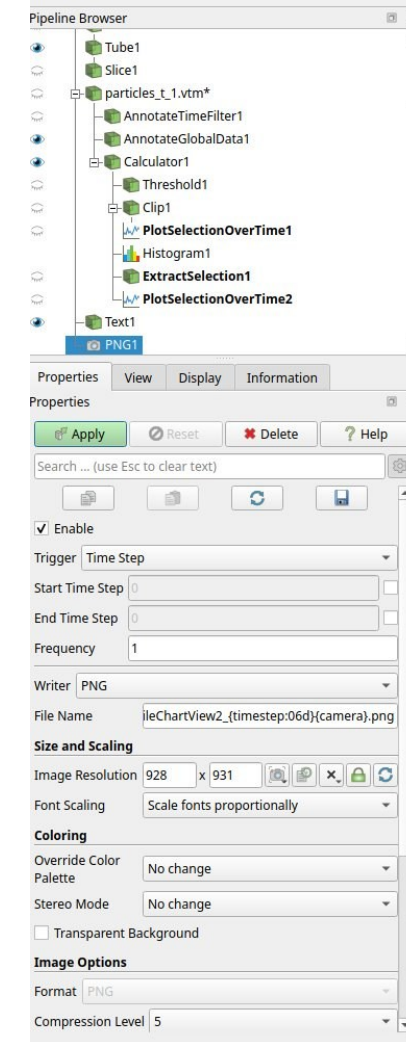 Pipeline Browser
Tube1
Slice1
particles_t_1.vtm*
AnnotateTimeFilter1
AnnotateGlobalData1
Calculator1
Threshold1
Clip1
PlotSelectionOverTime1
Histogram1
ExtractSelection1
PlotSelectionOverTime2
Text1
PNG1
Properties View Display Information
Properties
Apply Reset Delete Help
Search ... (use Esc to clear text)
Enable
Trigger Time Step
Start Time Step 0
End Time Step 0
Frequency 1
Writer PNG
File Name ileChartView2_{timestep:06d}{camera}.png
Size and Scaling
Image Resolution 928 x 931
Font Scaling Scale fonts proportionally
Coloring
Override Color
Palette No change
Stereo Mode No change
Transparent Background
Image Options
Format PNG
Compression Level 5